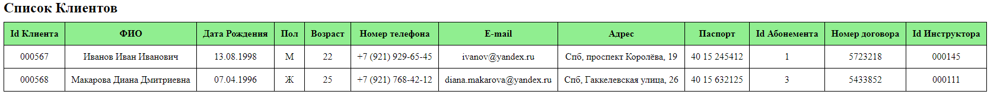 Список Клиентов
Id Клиента ФИО Дата Рождения Пол Возраст Номер телефона E-mail Адрес Паспорт Id Абонемента Номер договора Id Инструктора
000567 Иванов Иван Иванович 13.08.1998 М 22 +7 (921) 929-65-45 ivanov@yandex.ru Спб, проспект Королёва, 19 40 15 245412 1 5723218 000145
000568 Макарова Диана Дмитриевна 07.04.1996 Ж 25 +7 (921) 768-42-12 diana.makarova@yandex.ru Спб, Гаккелевская улица, 26 40 15 632125 3 5433852 000111